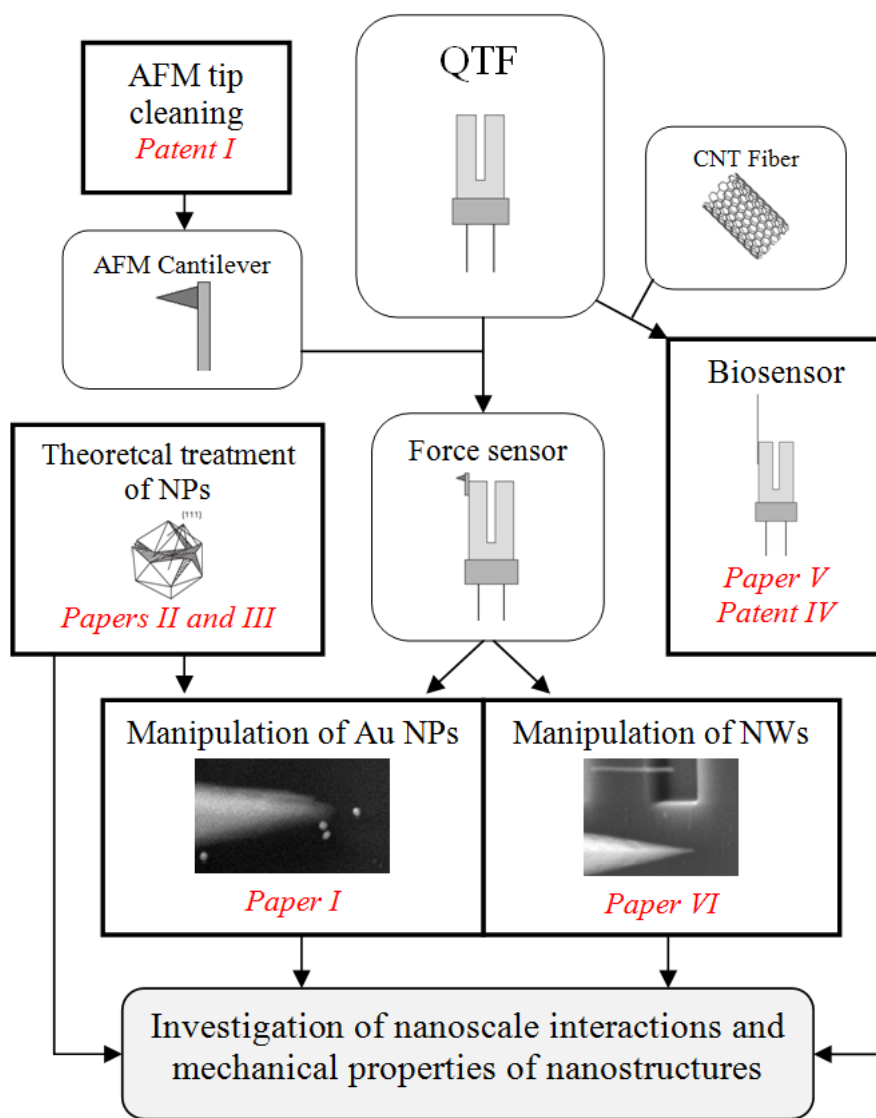 QTF
AFM tip
cleaning
Patent I
CNT Fiber
AFM Cantilever
Biosensor
Paper V
Patent IV
Force sensor
Theoretcal treatment
of NPs
{111}
Papers II and III
Manipulation of Au NPs
Paper I
Manipulation of NWs
Paper VI
Investigation of nanoscale interactions and
mechanical properties of nanostructures